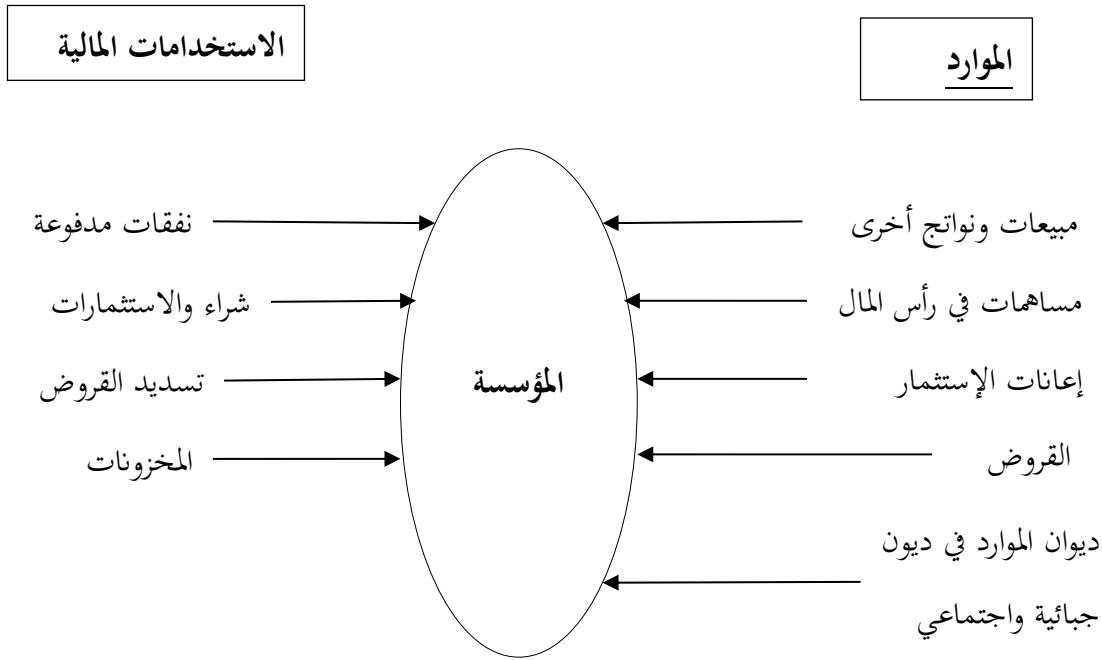 الموارد
الاستخدامات المالية
مبيعات ونواتج أخرى
نفقات مدفوعة
مساهمات في رأس المال
شراء والاستثمارات
إعانات الإستثمار
المؤسسة
تسديد القروض
القروض
المخزونات
ديوان الموارد في ديون
جبائية واجتماعي